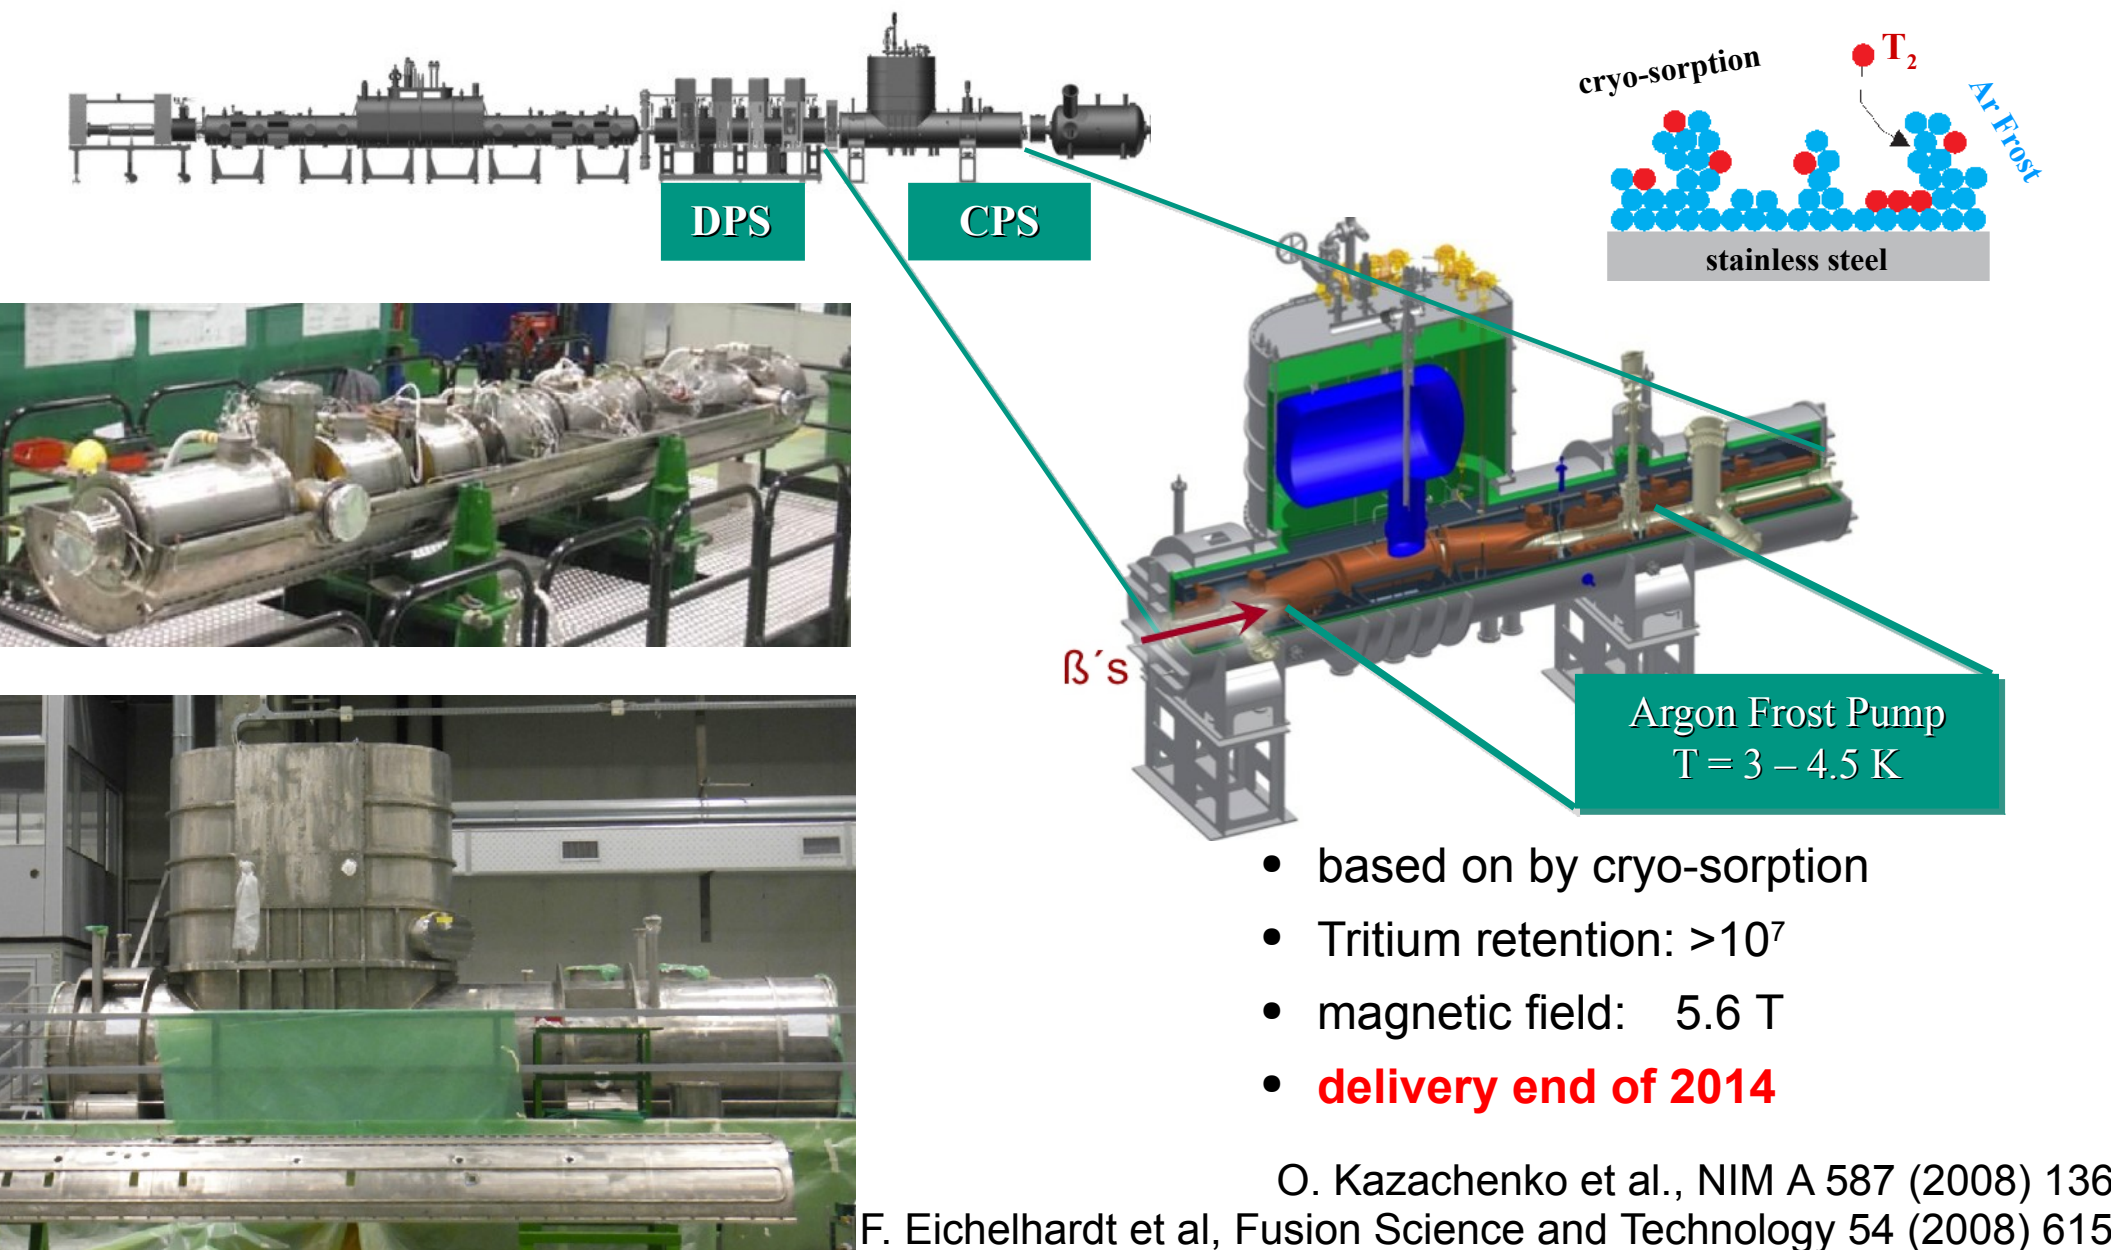 cryo-sorption
T2
Ar Frost
stainless steel
DPS
CPS
ß´s
Argon Frost Pump
T = 3 – 4.5 K
• based on by cryo-sorption
• Tritium retention: >10⁷
• magnetic field: 5.6 T
• delivery end of 2014
O. Kazachenko et al., NIM A 587 (2008) 136
F. Eichelhardt et al, Fusion Science and Technology 54 (2008) 615